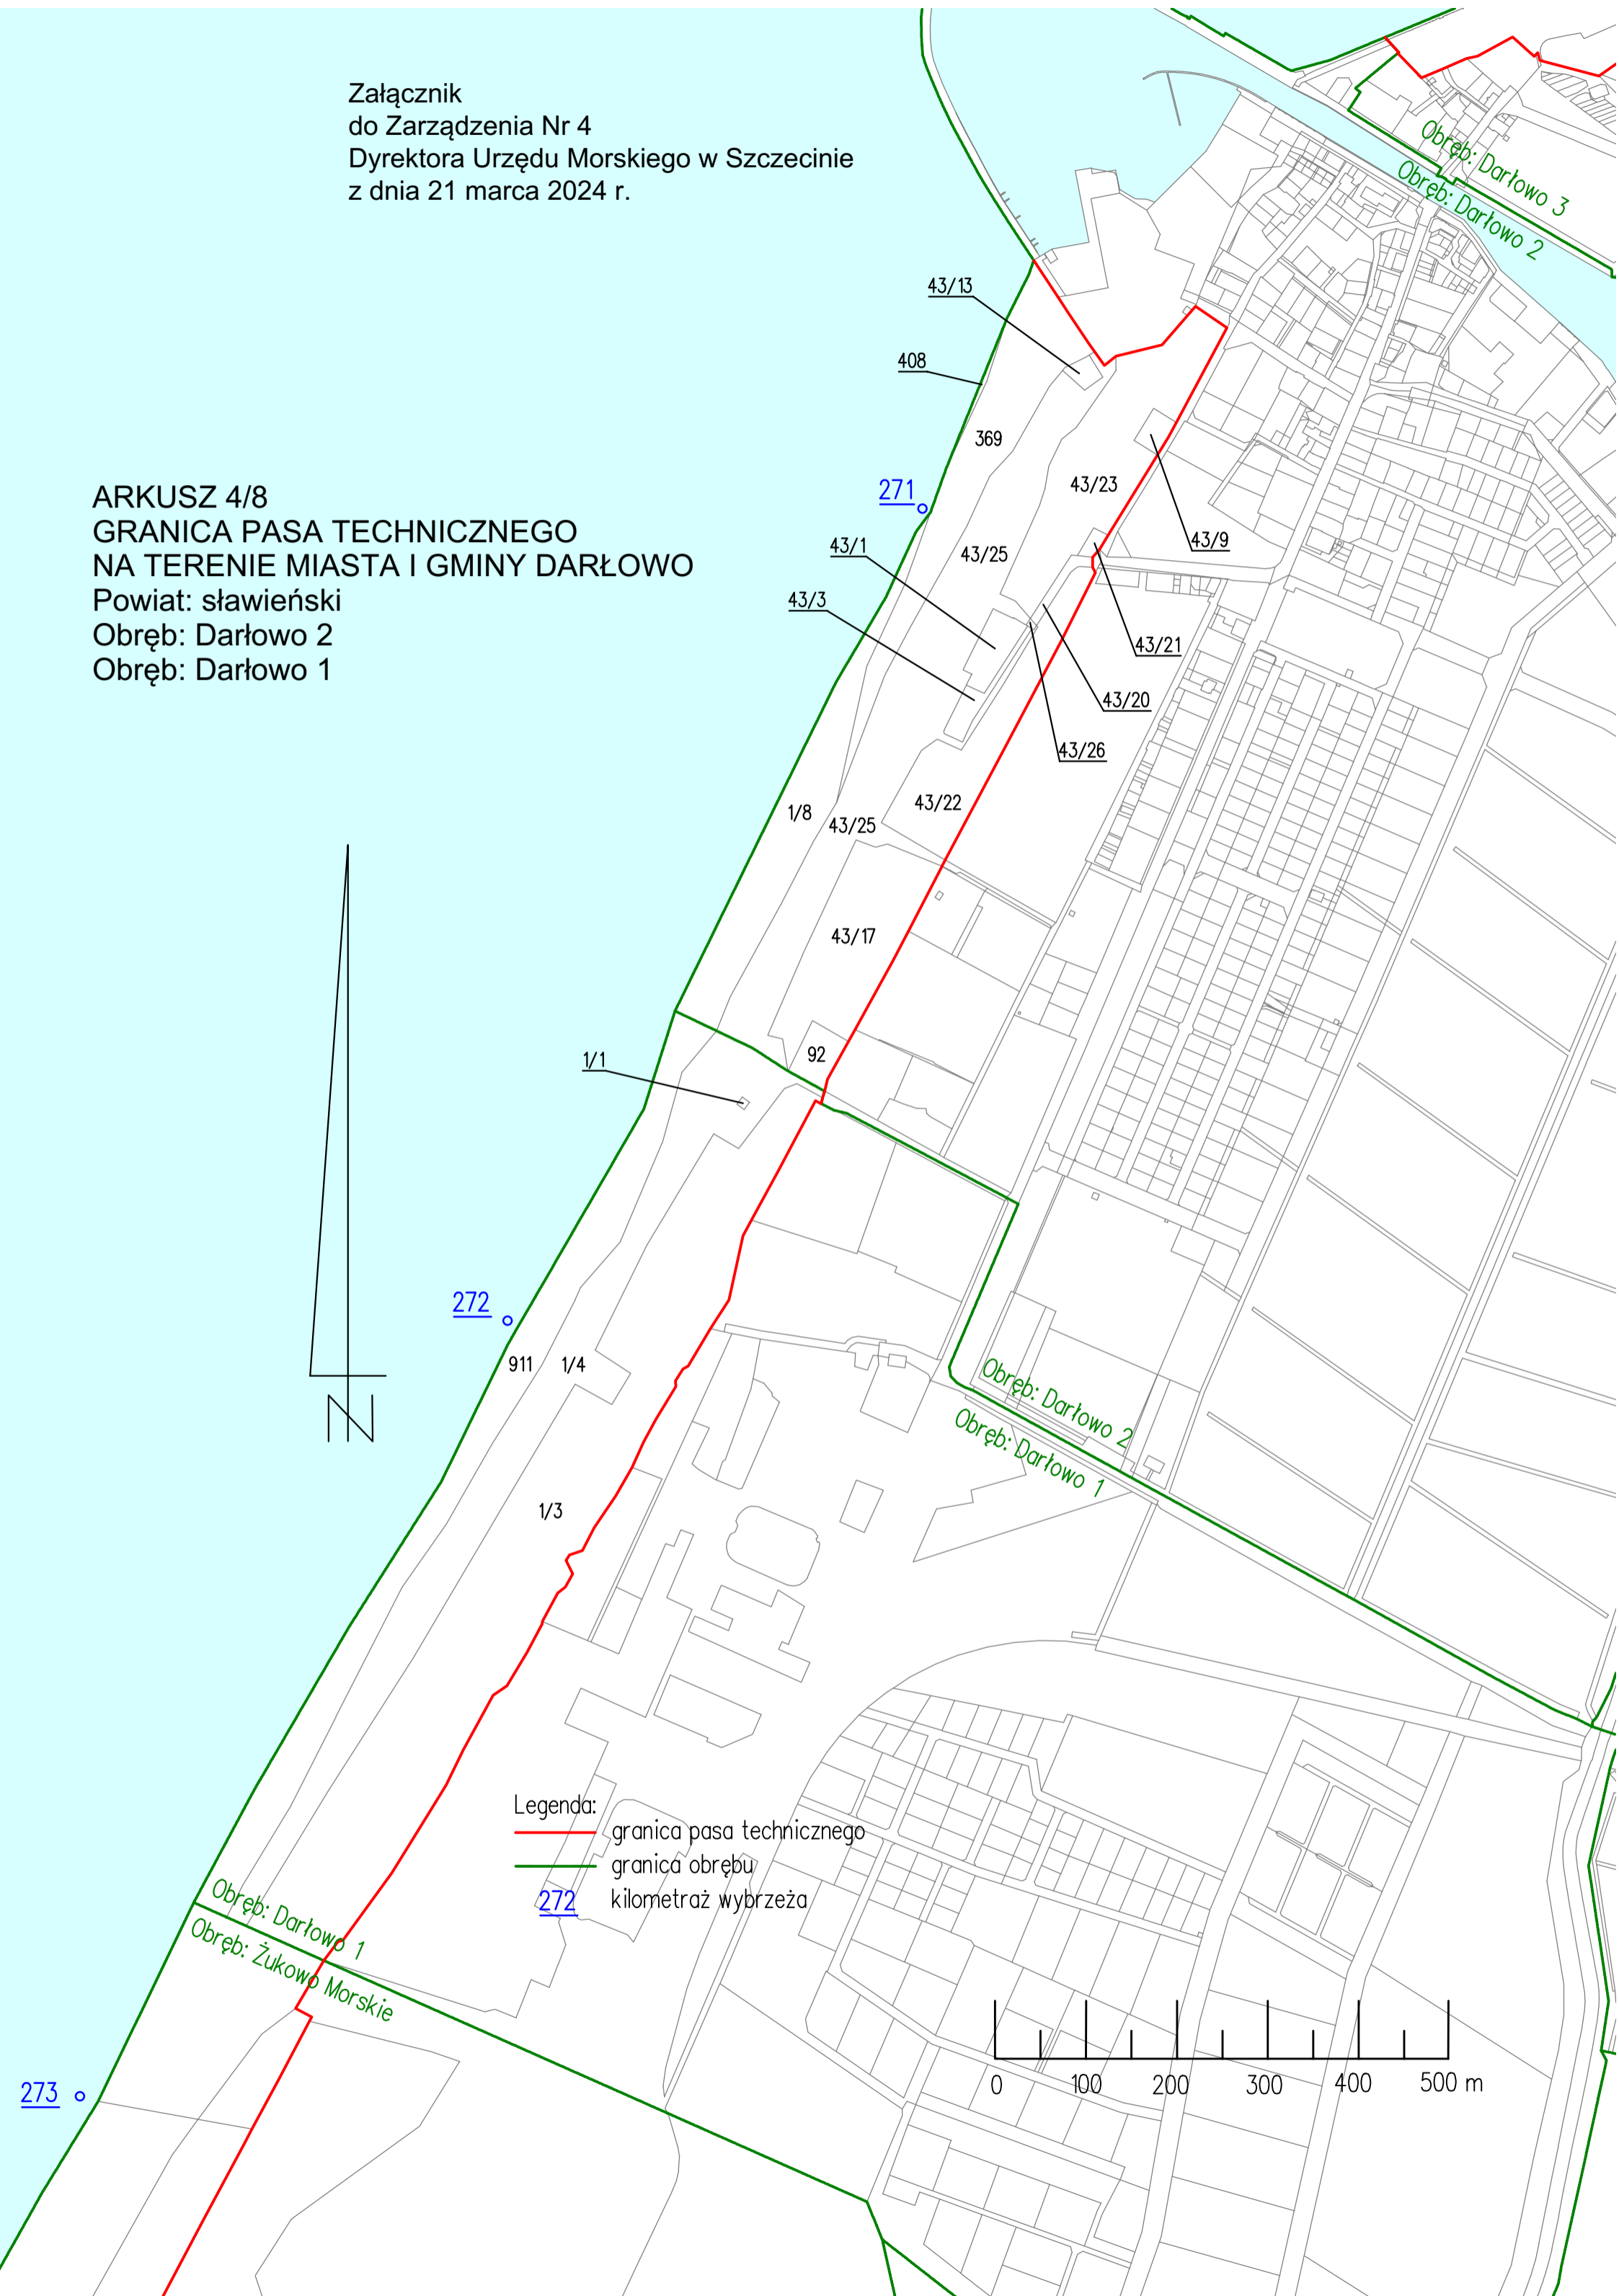 Załącznik
do Zarządzenia Nr 4
Dyrektora Urzędu Morskiego w Szczecinie
z dnia 21 marca 2024 r.
Obręb: Darłowo 3
Obręb: Darłowo 2
43/13
408
369
ARKUSZ 4/8
GRANICA PASA TECHNICZNEGO
NA TERENIE MIASTA I GMINY DARŁOWO
Powiat: sławieński
Obręb: Darłowo 2
Obręb: Darłowo 1
271
43/23
43/9
43/1
43/25
43/3
43/21
43/20
43/26
1/8
43/25
43/22
43/17
92
1/1
272
911
1/4
N
Obręb: Darłowo 2
Obręb: Darłowo 1
1/3
Legenda:
granica pasa technicznego
granica obrębu
272 kilometraż wybrzeża
Obręb: Darłowo 1
Obręb: Żukowo Morskie
273
0 100 200 300 400 500 m